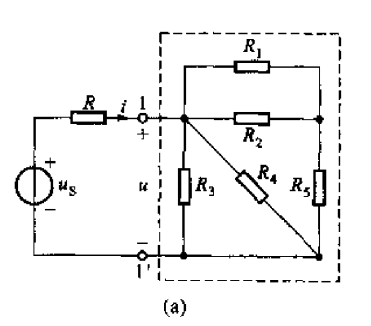 R₁
R i 1
+
R₂
+
uₛ u R₃ R₄ R₅
−
−
1′
(a)